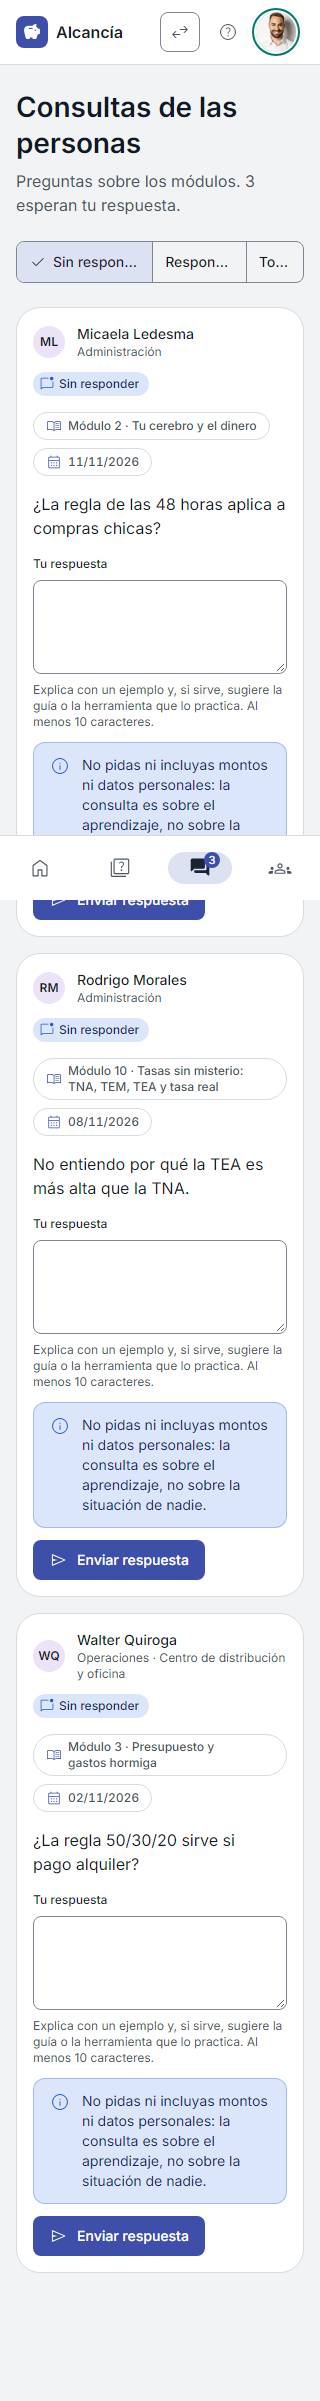 Alcancía
Consultas de las
personas
Preguntas sobre los módulos. 3
esperan tu respuesta.
Sin respon...
Respon...
To...
ML
Micaela Ledesma
Administración
Sin responder
Módulo 2 · Tu cerebro y el dinero
11/11/2026
¿La regla de las 48 horas aplica a
compras chicas?
Tu respuesta
Explica con un ejemplo y, si sirve, sugiere la
guía o la herramienta que lo practica. Al
menos 10 caracteres.
No pidas ni incluyas montos
ni datos personales: la
consulta es sobre el
aprendizaje, no sobre la
3
Enviar respuesta
RM
Rodrigo Morales
Administración
Sin responder
Módulo 10 · Tasas sin misterio:
TNA, TEM, TEA y tasa real
08/11/2026
No entiendo por qué la TEA es
más alta que la TNA.
Tu respuesta
Explica con un ejemplo y, si sirve, sugiere la
guía o la herramienta que lo practica. Al
menos 10 caracteres.
No pidas ni incluyas montos
ni datos personales: la
consulta es sobre el
aprendizaje, no sobre la
situación de nadie.
Enviar respuesta
WQ
Walter Quiroga
Operaciones · Centro de distribución
y oficina
Sin responder
Módulo 3 · Presupuesto y
gastos hormiga
02/11/2026
¿La regla 50/30/20 sirve si
pago alquiler?
Tu respuesta
Explica con un ejemplo y, si sirve, sugiere la
guía o la herramienta que lo practica. Al
menos 10 caracteres.
No pidas ni incluyas montos
ni datos personales: la
consulta es sobre el
aprendizaje, no sobre la
situación de nadie.
Enviar respuesta